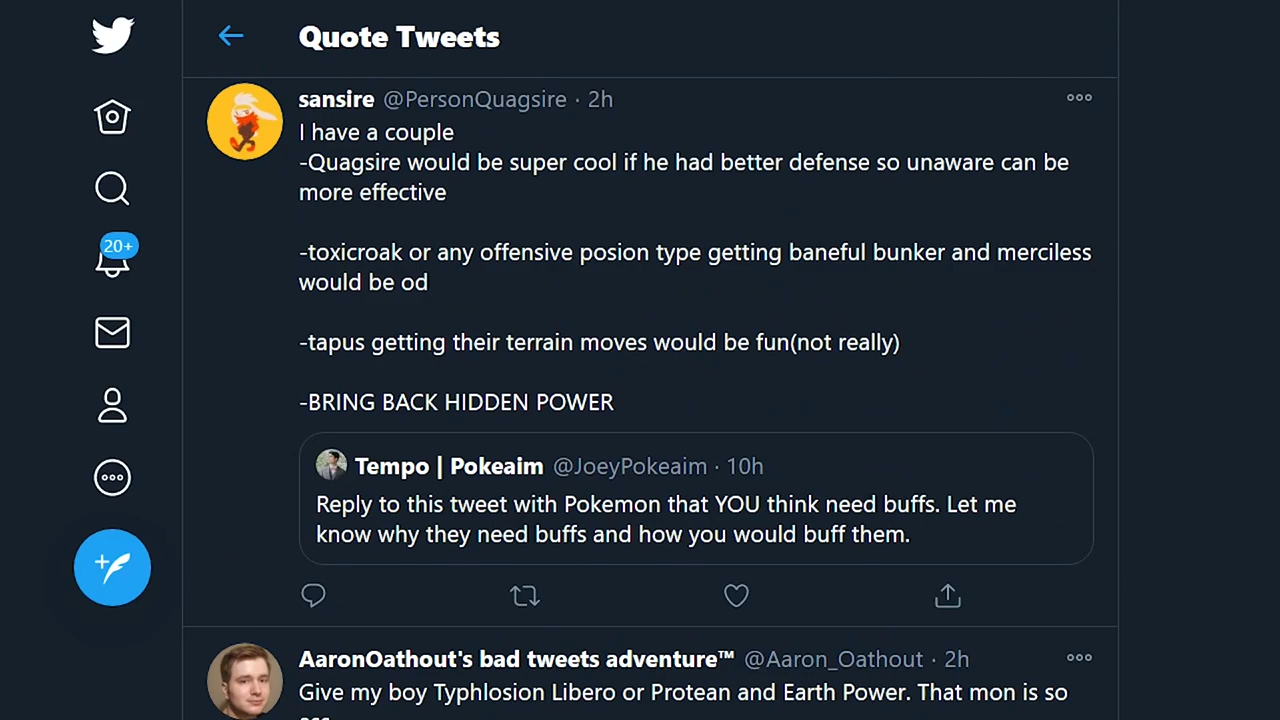 Quote Tweets
sansire @PersonQuagsire · 2h
I have a couple
-Quagsire would be super cool if he had better defense so unaware can be
more effective
-toxicroak or any offensive posion type getting baneful bunker and merciless
would be od
20+
-tapus getting their terrain moves would be fun(not really)
-BRING BACK HIDDEN POWER
Tempo | Pokeaim @JoeyPokeaim · 10h
Reply to this tweet with Pokemon that YOU think need buffs. Let me
know why they need buffs and how you would buff them.
AaronOathout's bad tweets adventure™ @Aaron_Oathout · 2h
Give my boy Typhlosion Libero or Protean and Earth Power. That mon is so